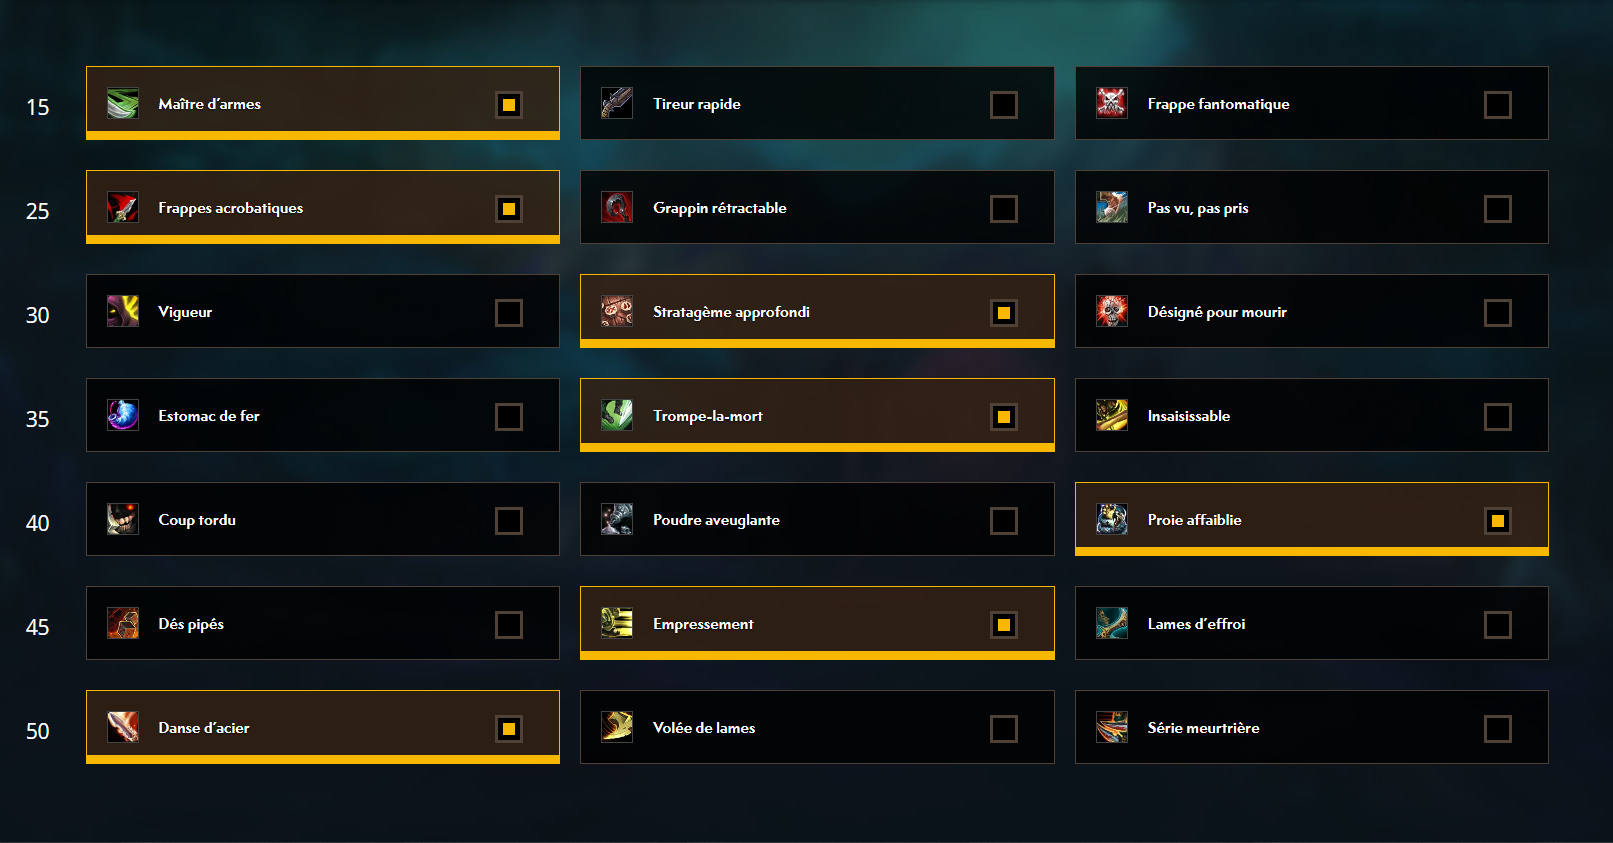 15
Maître d'armes
Tireur rapide
Frappe fantomatique
25
Frappes acrobatiques
Grappin rétractable
Pas vu, pas pris
30
Vigueur
Stratagème approfondi
Désigné pour mourir
35
Estomac de fer
Trompe-la-mort
Insaisissable
40
Coup tordu
Poudre aveuglante
Proie affaiblie
45
Dés pipés
Empressement
Lames d'effroi
50
Danse d'acier
Volée de lames
Série meurtrière